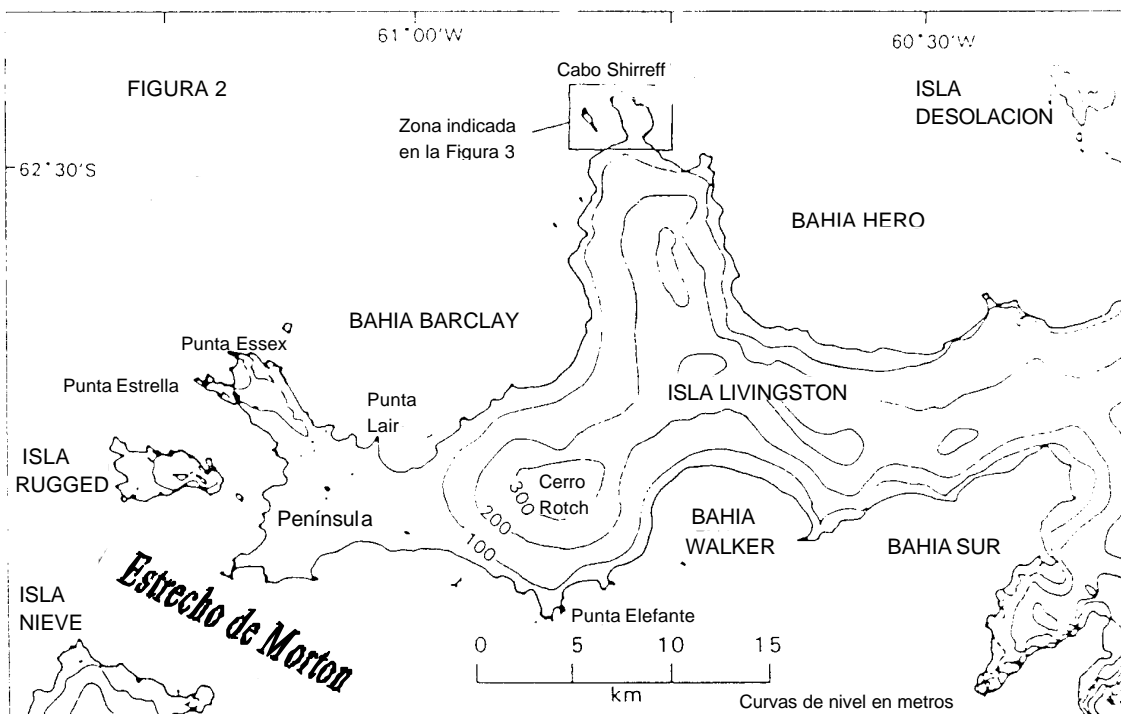 61°00'W
60°30'W
FIGURA 2
Cabo Shirreff
ISLA
DESOLACION
Zona indicada
en la Figura 3
62°30'S
BAHIA HERO
BAHIA BARCLAY
Punta Essex
Punta Estrella
Punta
Lair
ISLA LIVINGSTON
ISLA
RUGGED
Cerro
Rotch
300
200
100
Península
BAHIA
WALKER
BAHIA SUR
Estrecho de Morton
ISLA
NIEVE
Punta Elefante
0 5 10 15
km
Curvas de nivel en metros